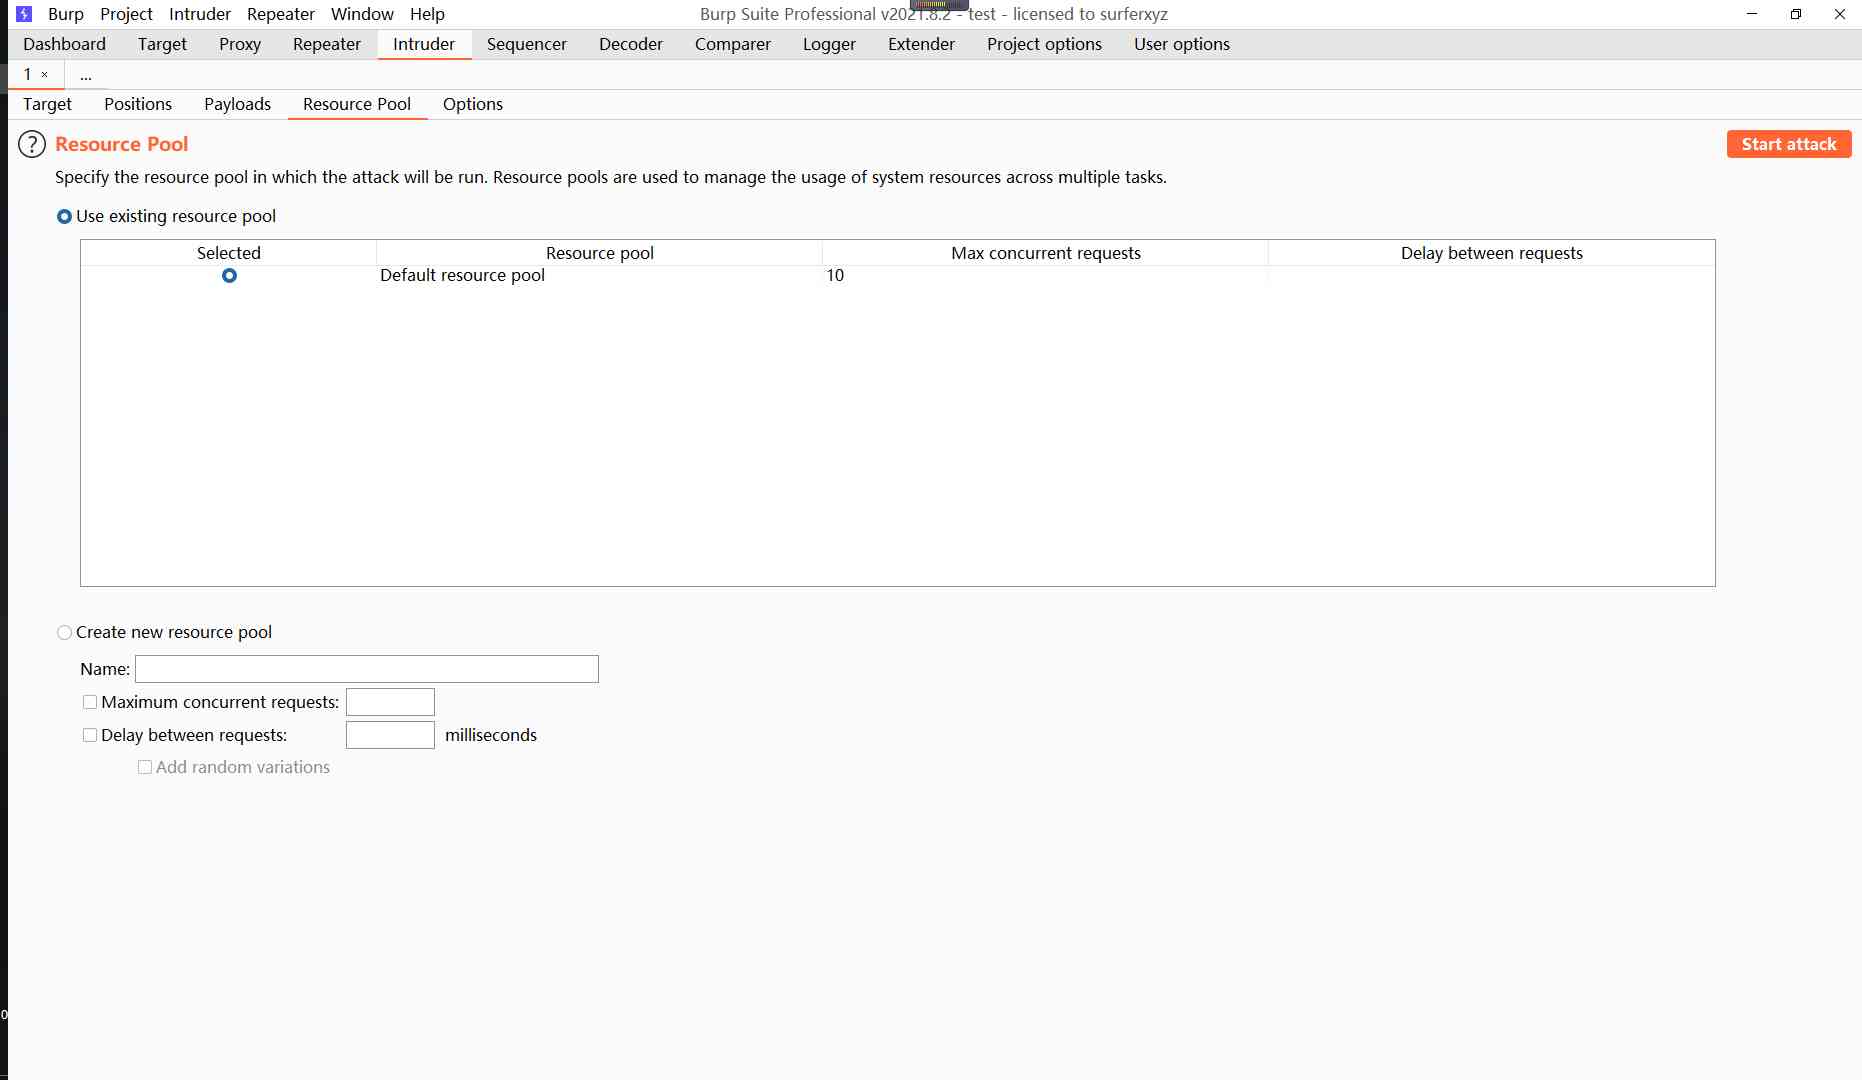 Burp Project Intruder Repeater Window Help Burp Suite Professional v2021.8.2 - test - licensed to surferxyz
Dashboard Target Proxy Repeater Intruder Sequencer Decoder Comparer Logger Extender Project options User options
1 × ...
Target Positions Payloads Resource Pool Options
? Resource Pool Start attack
Specify the resource pool in which the attack will be run. Resource pools are used to manage the usage of system resources across multiple tasks.
Use existing resource pool
Selected Resource pool Max concurrent requests Delay between requests
Default resource pool 10
Create new resource pool
Name:
Maximum concurrent requests:
Delay between requests: milliseconds
Add random variations
0